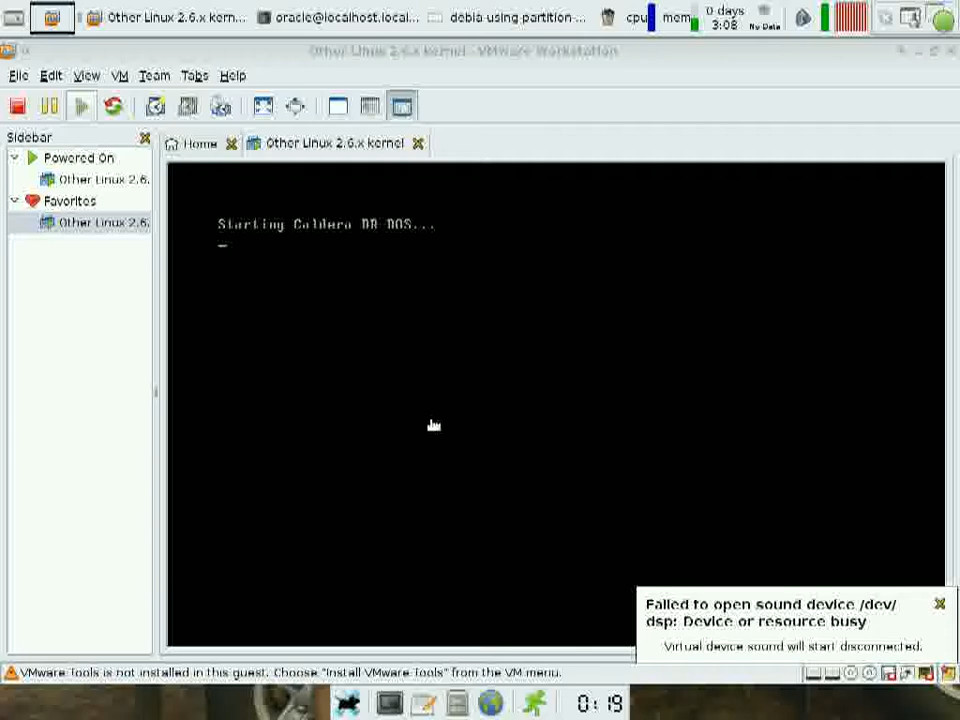 Other Linux 2.6.x kern...
oracle@localhost.local...
debla using partition-...
cpu
mem
0 days
3:08
No Data
Other Linux 2.6.x kernel - VMware Workstation
File Edit View VM Team Tabs Help
Sidebar
Home
Other Linux 2.6.x kernel
Powered On
Other Linux 2.6.
Favorites
Other Linux 2.6.
Starting Caldera DR-DOS...
Failed to open sound device /dev/
dsp: Device or resource busy
Virtual device sound will start disconnected.
VMware Tools is not installed in this guest. Choose "Install VMware Tools" from the VM menu.
0:19